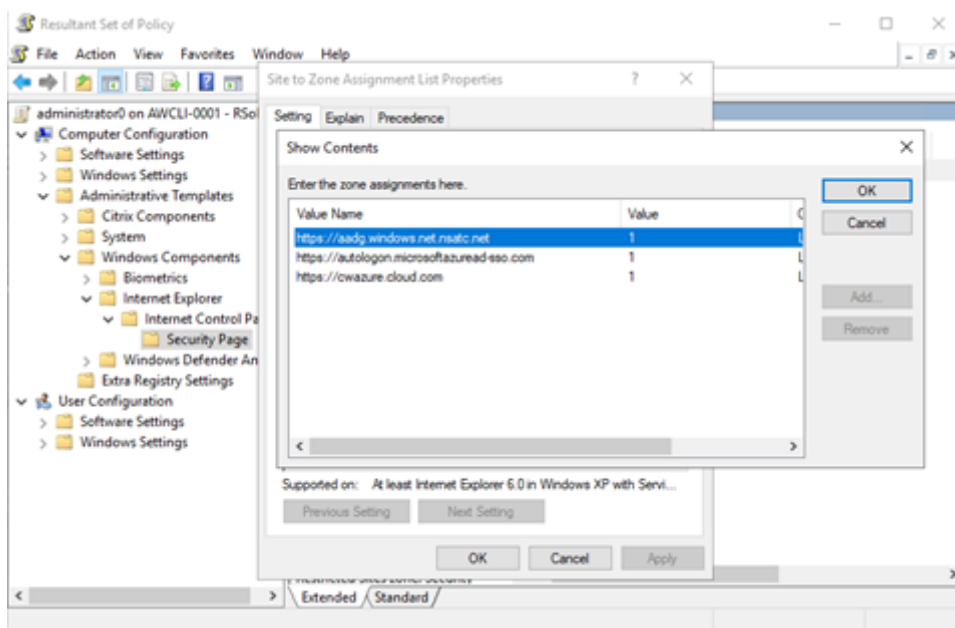 Resultant Set of Policy
File Action View Favorites Window Help
Site to Zone Assignment List Properties
administrator0 on AWCLI-0001 - RSo
Computer Configuration
Software Settings
Windows Settings
Administrative Templates
Citrix Components
System
Windows Components
Biometrics
Internet Explorer
Internet Control Pa
Security Page
Windows Defender An
Extra Registry Settings
User Configuration
Software Settings
Windows Settings
Setting Explain Precedence
Show Contents
Enter the zone assignments here.
Value Name Value
https://aadg.windows.net.nsatc.net 1
https://autologon.microsoftazuread-sso.com 1
https://cwazure.cloud.com 1
OK
Cancel
Add...
Remove
Supported on: At least Internet Explorer 6.0 in Windows XP with Servi...
Previous Setting Next Setting
OK Cancel Apply
Extended Standard